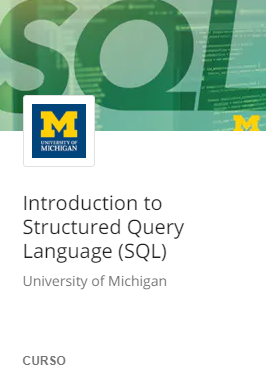 SQL
M
M
UNIVERSITY OF
MICHIGAN
Introduction to
Structured Query
Language (SQL)
University of Michigan
CURSO